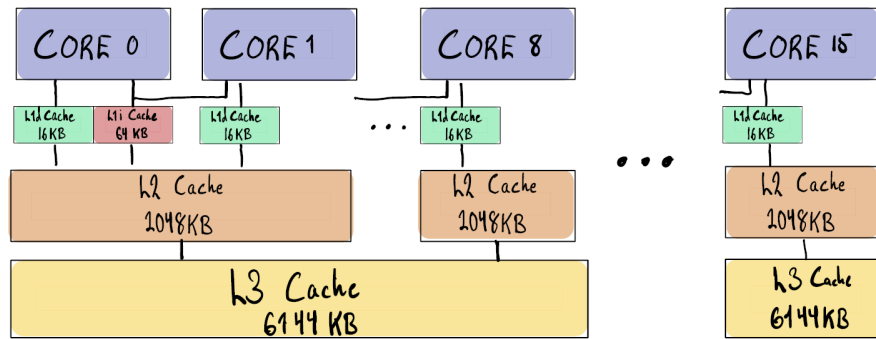 CORE 0
CORE 1
CORE 8
CORE 15
L1d Cache
16KB
L1i Cache
64 KB
L1d Cache
16KB
...
L1d Cache
16KB
...
L1d Cache
16KB
L2 Cache
2048KB
L2 Cache
2048KB
L2 Cache
2048KB
L3 Cache
6144 KB
L3 Cache
6144KB